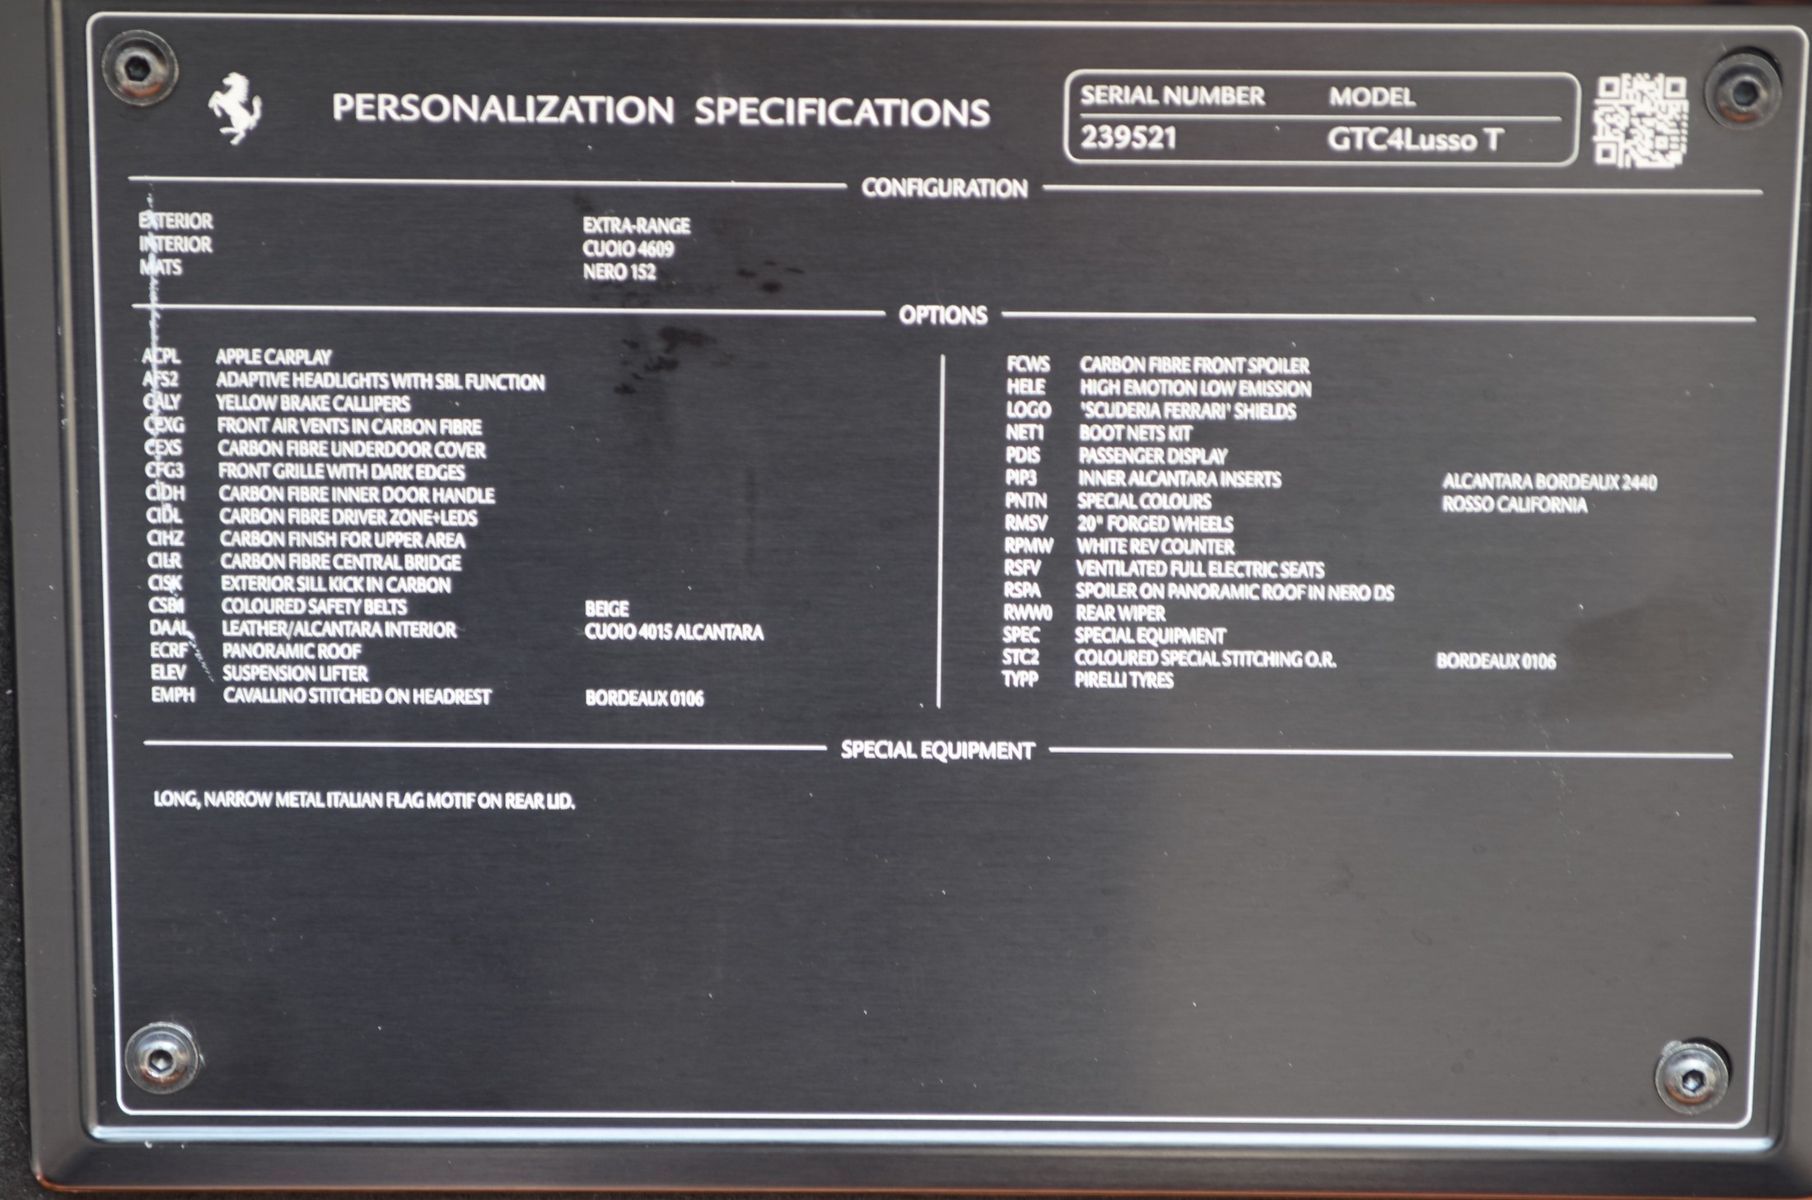 PERSONALIZATION SPECIFICATIONS
SERIAL NUMBER MODEL
239521 GTC4Lusso T
CONFIGURATION
EXTERIOR EXTRA-RANGE
INTERIOR CUOIO 4609
MATS NERO 152
OPTIONS
ACPL APPLE CARPLAY
AFS2 ADAPTIVE HEADLIGHTS WITH SBL FUNCTION
CALY YELLOW BRAKE CALLIPERS
CEXG FRONT AIR VENTS IN CARBON FIBRE
CEXS CARBON FIBRE UNDERDOOR COVER
CFG3 FRONT GRILLE WITH DARK EDGES
CIDH CARBON FIBRE INNER DOOR HANDLE
CIDL CARBON FIBRE DRIVER ZONE+LEDS
CIHZ CARBON FINISH FOR UPPER AREA
CILR CARBON FIBRE CENTRAL BRIDGE
CISK EXTERIOR SILL KICK IN CARBON
CSB1 COLOURED SAFETY BELTS BEIGE
DAAL LEATHER/ALCANTARA INTERIOR CUOIO 4015 ALCANTARA
ECRF PANORAMIC ROOF
ELEV SUSPENSION LIFTER
EMPH CAVALLINO STITCHED ON HEADREST BORDEAUX 0106
FCWS CARBON FIBRE FRONT SPOILER
HELE HIGH EMOTION LOW EMISSION
LOGO 'SCUDERIA FERRARI' SHIELDS
NET1 BOOT NETS KIT
PDIS PASSENGER DISPLAY
PIP3 INNER ALCANTARA INSERTS ALCANTARA BORDEAUX 2440
PNTN SPECIAL COLOURS ROSSO CALIFORNIA
RMSV 20" FORGED WHEELS
RPMW WHITE REV COUNTER
RSFV VENTILATED FULL ELECTRIC SEATS
RSPA SPOILER ON PANORAMIC ROOF IN NERO DS
RWW0 REAR WIPER
SPEC SPECIAL EQUIPMENT
STC2 COLOURED SPECIAL STITCHING O.R. BORDEAUX 0106
TYPP PIRELLI TYRES
SPECIAL EQUIPMENT
LONG, NARROW METAL ITALIAN FLAG MOTIF ON REAR LID.